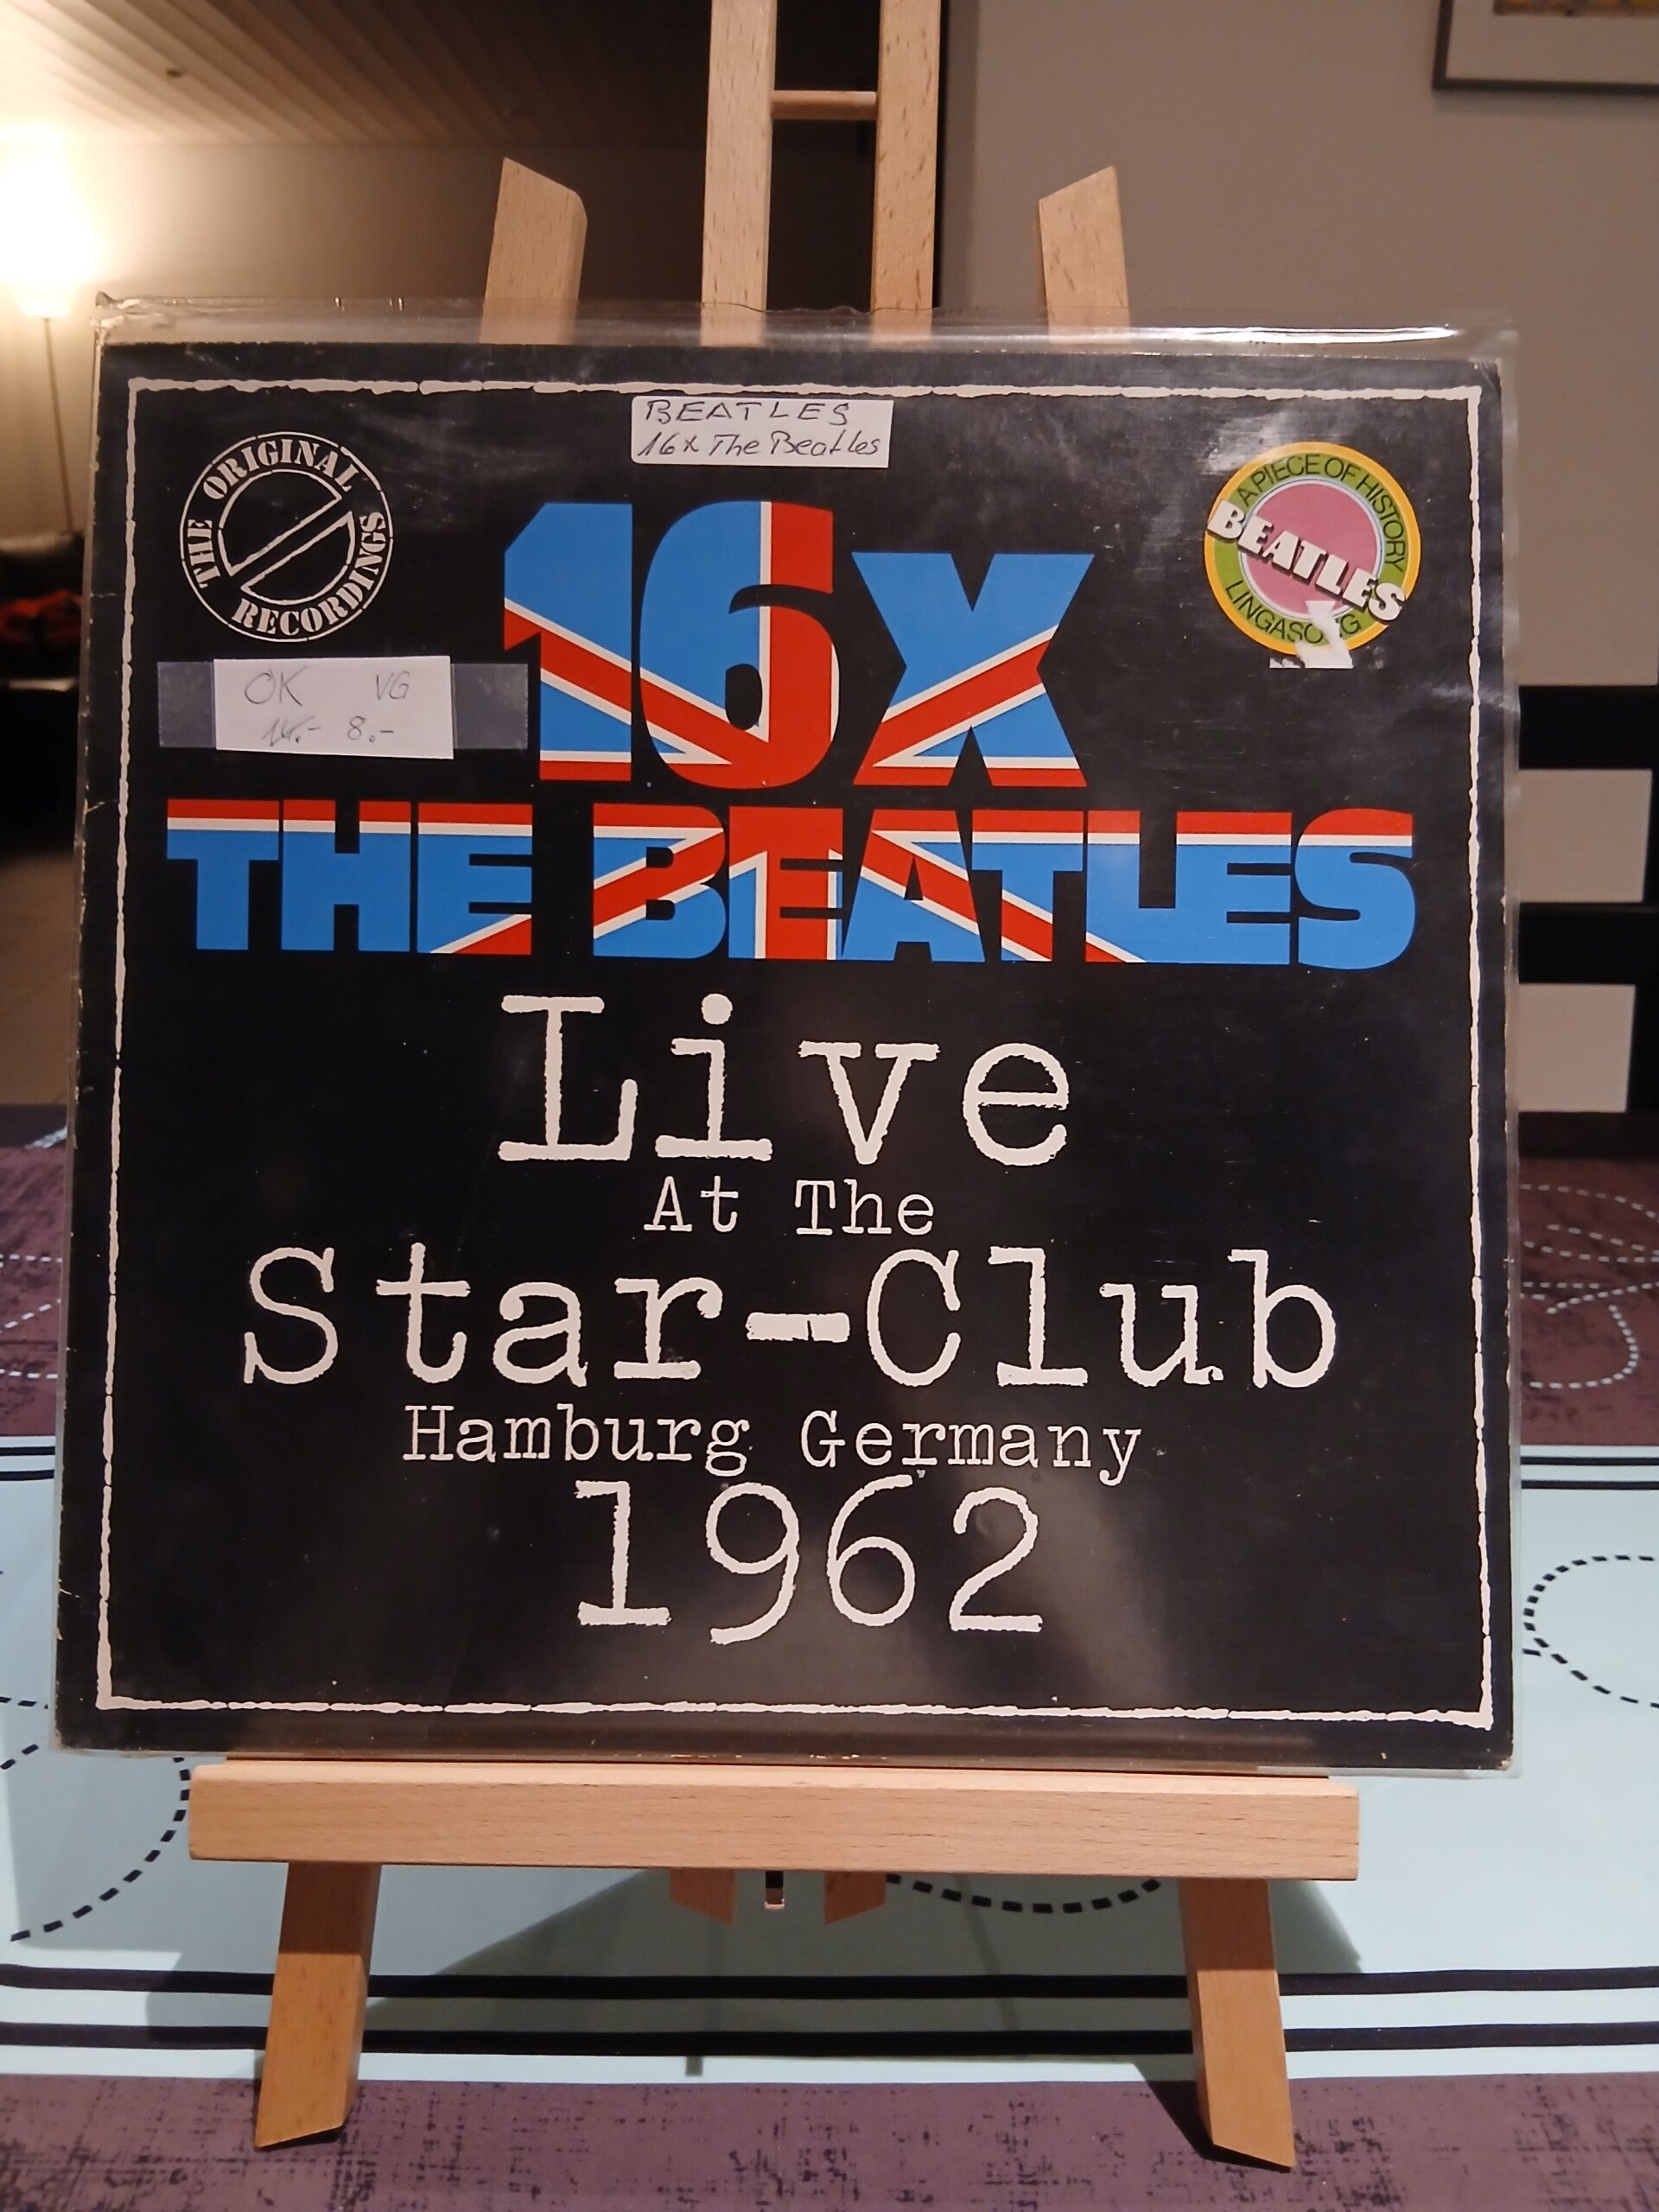 BEATLES
16x The Beatles
THE ORIGINAL RECORDINGS
A PIECE OF HISTORY
BEATLES
OK VG
8.-
16X
THE BEATLES
Live
At The
Star-Club
Hamburg Germany
1962